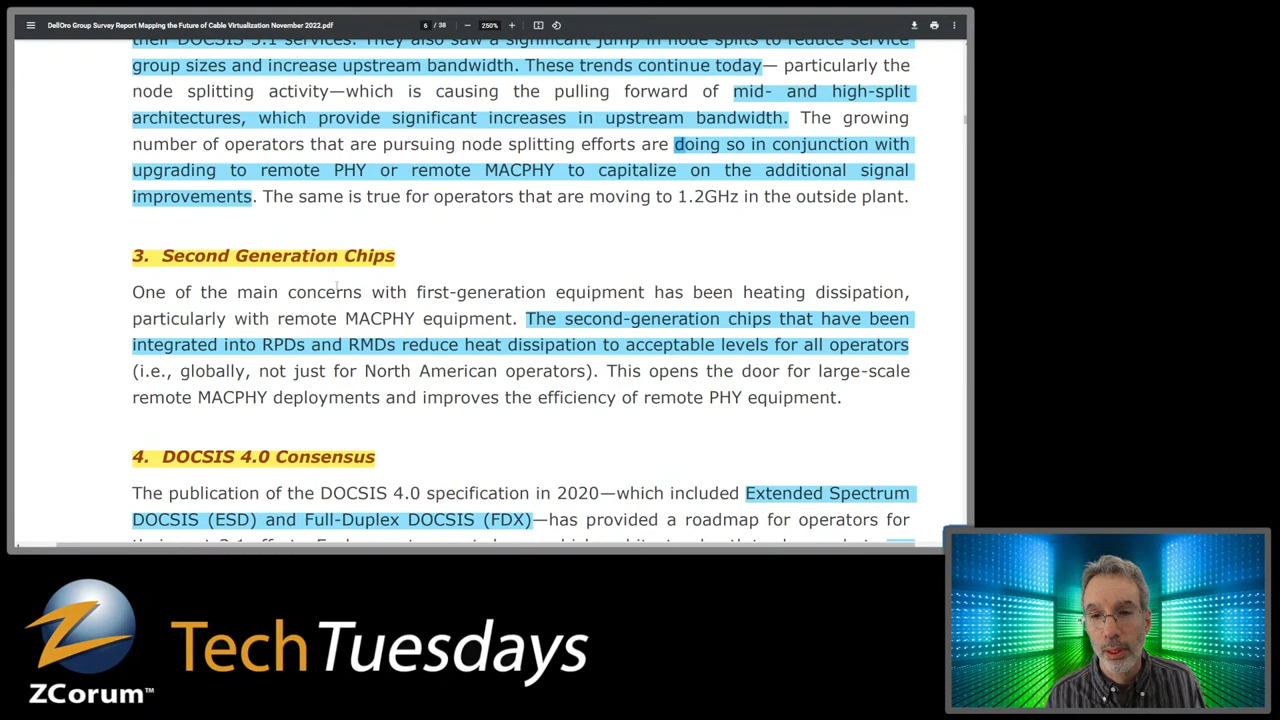 DellOro Group Survey Report Mapping the Future of Cable Virtualization November 2022.pdf
6 / 38
250%
their DOCSIS 3.1 services. They also saw a significant jump in node splits to reduce service
group sizes and increase upstream bandwidth. These trends continue today— particularly the
node splitting activity—which is causing the pulling forward of mid- and high-split
architectures, which provide significant increases in upstream bandwidth. The growing
number of operators that are pursuing node splitting efforts are doing so in conjunction with
upgrading to remote PHY or remote MACPHY to capitalize on the additional signal
improvements. The same is true for operators that are moving to 1.2GHz in the outside plant.
3. Second Generation Chips
One of the main concerns with first-generation equipment has been heating dissipation,
particularly with remote MACPHY equipment. The second-generation chips that have been
integrated into RPDs and RMDs reduce heat dissipation to acceptable levels for all operators
(i.e., globally, not just for North American operators). This opens the door for large-scale
remote MACPHY deployments and improves the efficiency of remote PHY equipment.
4. DOCSIS 4.0 Consensus
The publication of the DOCSIS 4.0 specification in 2020—which included Extended Spectrum
DOCSIS (ESD) and Full-Duplex DOCSIS (FDX)—has provided a roadmap for operators for
ZCorum™
TechTuesdays